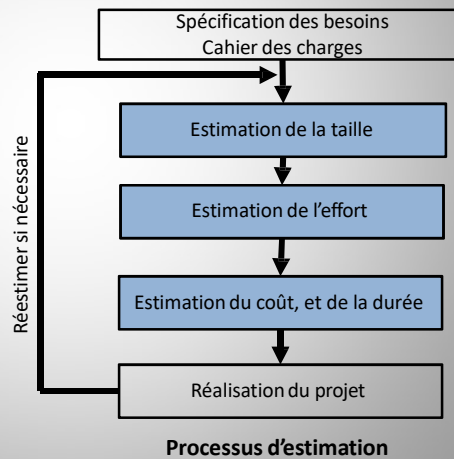 Spécification des besoins
Cahier des charges
Estimation de la taille
Estimation de l’effort
Estimation du coût, et de la durée
Réalisation du projet
Réestimer si nécessaire
Processus d’estimation